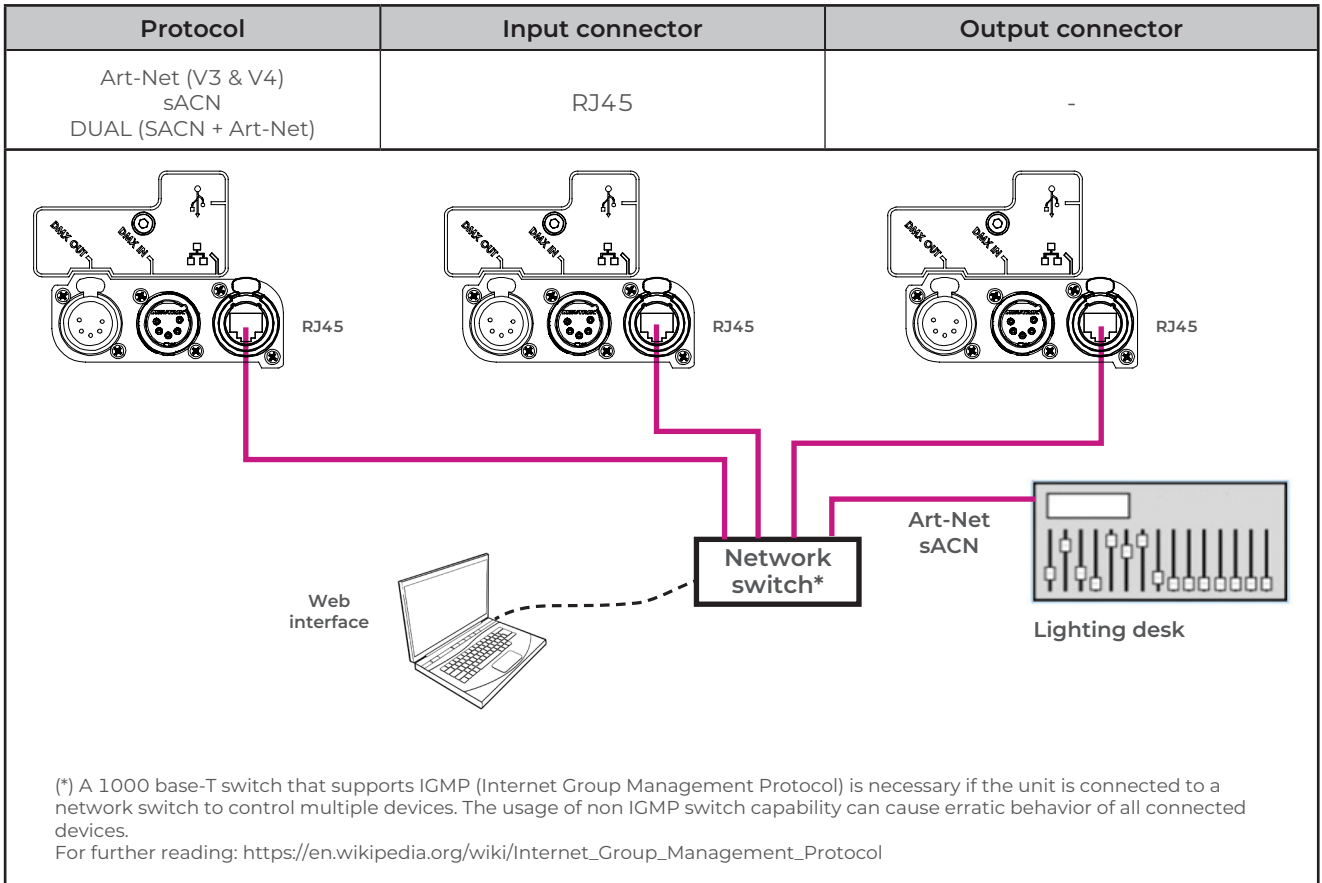 Protocol Input connector Output connector
Art-Net (V3 & V4)
sACN
DUAL (SACN + Art-Net)
RJ45
-
DMX OUT
DMX IN
RJ45
DMX OUT
DMX IN
RJ45
DMX OUT
DMX IN
RJ45
Art-Net
sACN
Network
switch*
Web
interface
Lighting desk
(*) A 1000 base-T switch that supports IGMP (Internet Group Management Protocol) is necessary if the unit is connected to a
network switch to control multiple devices. The usage of non IGMP switch capability can cause erratic behavior of all connected
devices.
For further reading: https://en.wikipedia.org/wiki/Internet_Group_Management_Protocol